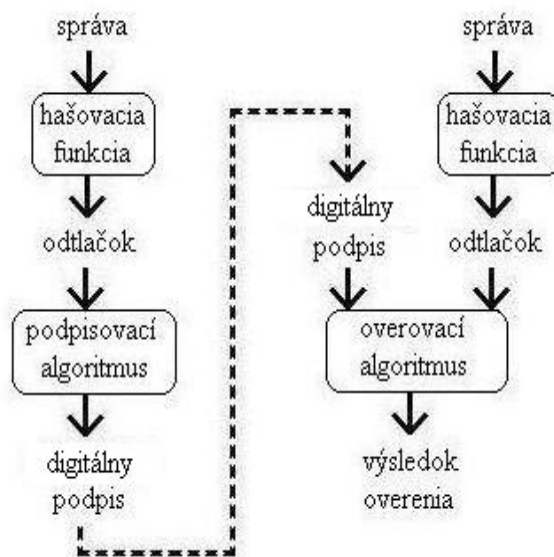 správa
hašovacia
funkcia
odtlačok
podpisovací
algoritmus
digitálny
podpis
správa
hašovacia
funkcia
digitálny
podpis
odtlačok
overovací
algoritmus
výsledok
overenia